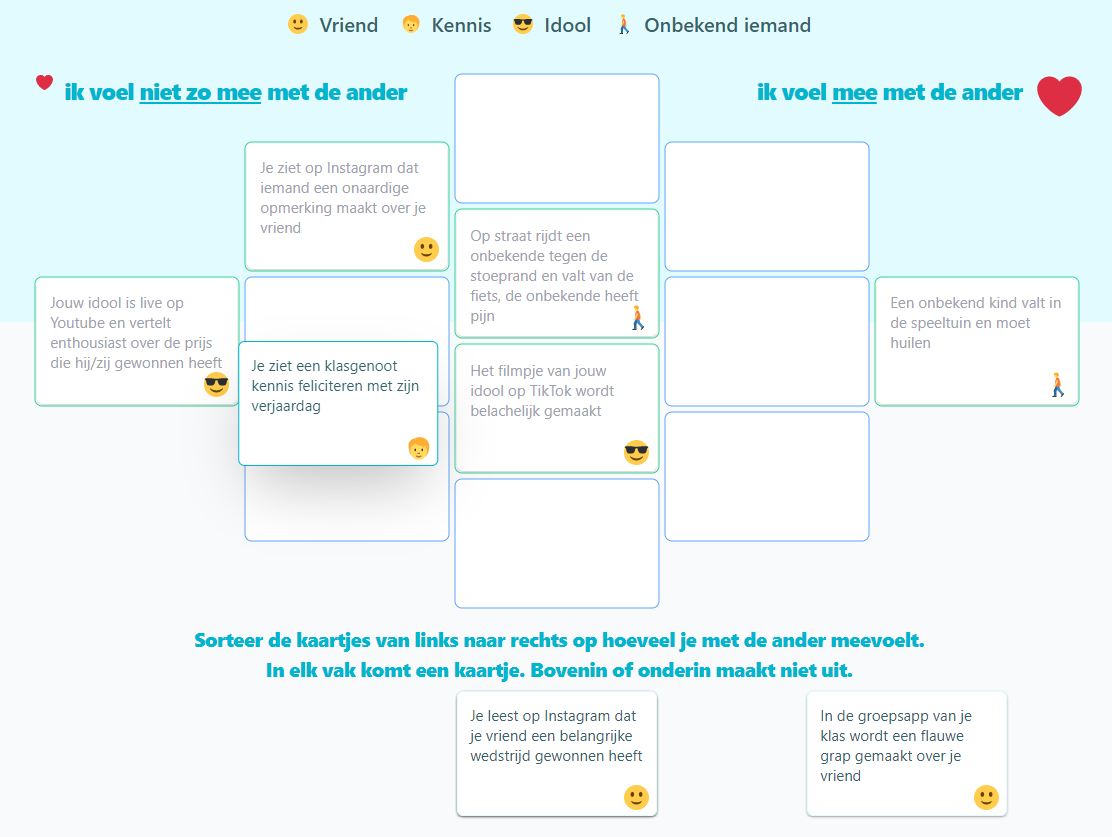 Vriend Kennis Idool Onbekend iemand
ik voel niet zo mee met de ander
ik voel mee met de ander
Je ziet op Instagram dat
iemand een onaardige
opmerking maakt over je
vriend
Op straat rijdt een
onbekende tegen de
stoeprand en valt van de
fiets, de onbekende heeft
pijn
Jouw idool is live op
Youtube en vertelt
enthousiast over de prijs
die hij/zij gewonnen heeft
Een onbekend kind valt in
de speeltuin en moet
huilen
Je ziet een klasgenoot
kennis feliciteren met zijn
verjaardag
Het filmpje van jouw
idool op TikTok wordt
belachelijk gemaakt
Sorteer de kaartjes van links naar rechts op hoeveel je met de ander meevoelt.
In elk vak komt een kaartje. Bovenin of onderin maakt niet uit.
Je leest op Instagram dat
je vriend een belangrijke
wedstrijd gewonnen heeft
In de groepsapp van je
klas wordt een flauwe
grap gemaakt over je
vriend